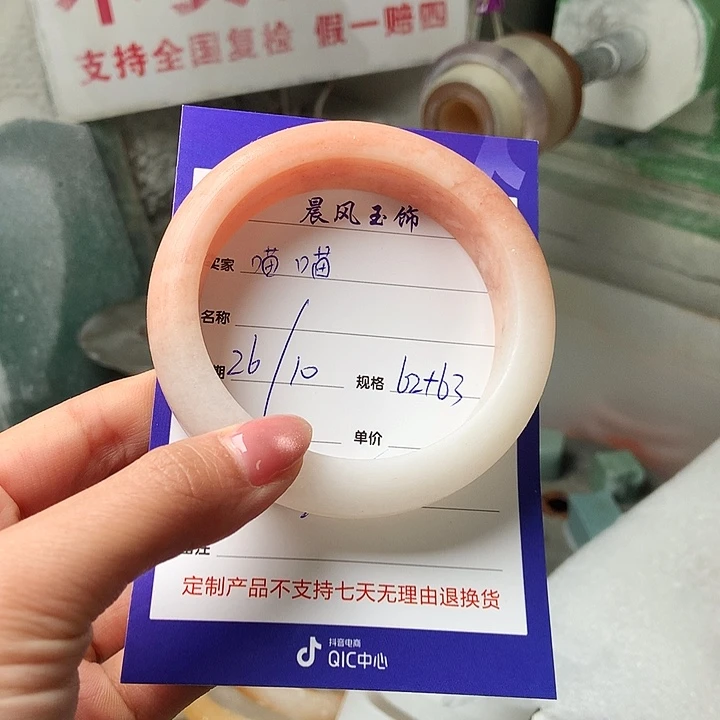 支持全国复检 假一赔四
晨风玉饰
买家 喵喵
名称
期 26/10 规格 62+63
单价
备注
定制产品不支持七天无理由退换货
抖音电商
QIC中心